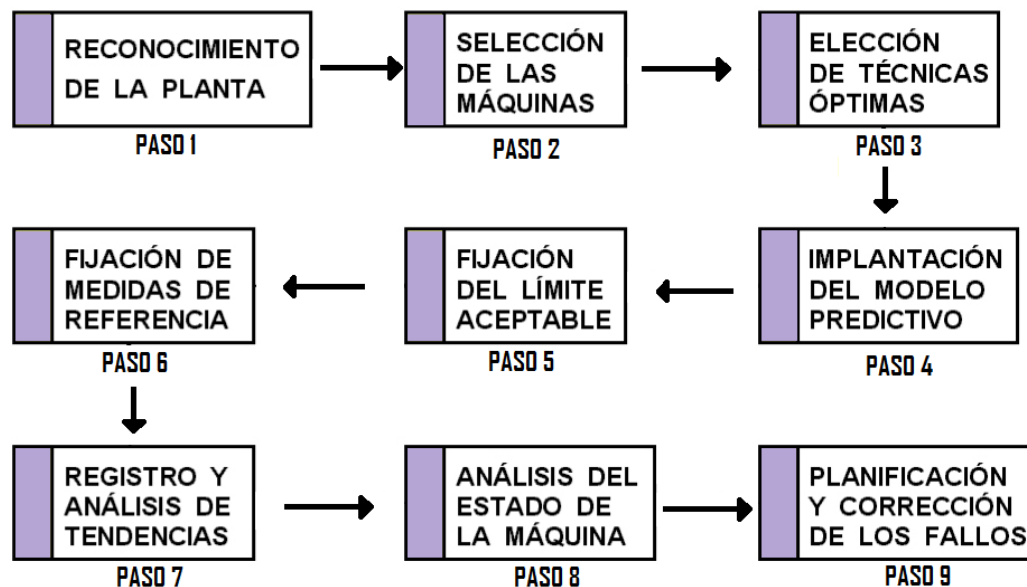 RECONOCIMIENTO
DE LA PLANTA
PASO 1
SELECCIÓN
DE LAS
MÁQUINAS
PASO 2
ELECCIÓN
DE TÉCNICAS
ÓPTIMAS
PASO 3
IMPLANTACIÓN
DEL MODELO
PREDICTIVO
PASO 4
FIJACIÓN
DEL LÍMITE
ACEPTABLE
PASO 5
FIJACIÓN DE
MEDIDAS DE
REFERENCIA
PASO 6
REGISTRO Y
ANÁLISIS DE
TENDENCIAS
PASO 7
ANÁLISIS DEL
ESTADO DE
LA MÁQUINA
PASO 8
PLANIFICACIÓN
Y CORRECCIÓN
DE LOS FALLOS
PASO 9